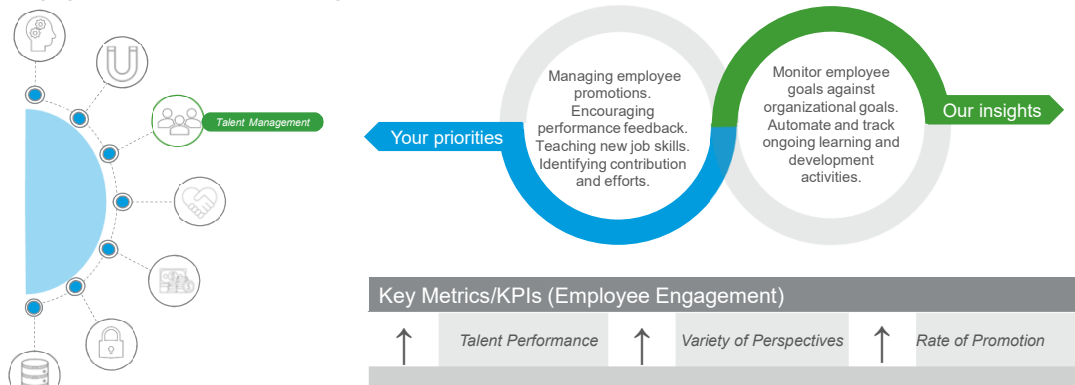 Talent Management
Your priorities
Managing employee
promotions.
Encouraging
performance feedback.
Teaching new job skills.
Identifying contribution
and efforts.
Monitor employee
goals against
organizational goals.
Automate and track
ongoing learning and
development
activities.
Our insights
Key Metrics/KPIs (Employee Engagement)
↑ Talent Performance ↑ Variety of Perspectives ↑ Rate of Promotion